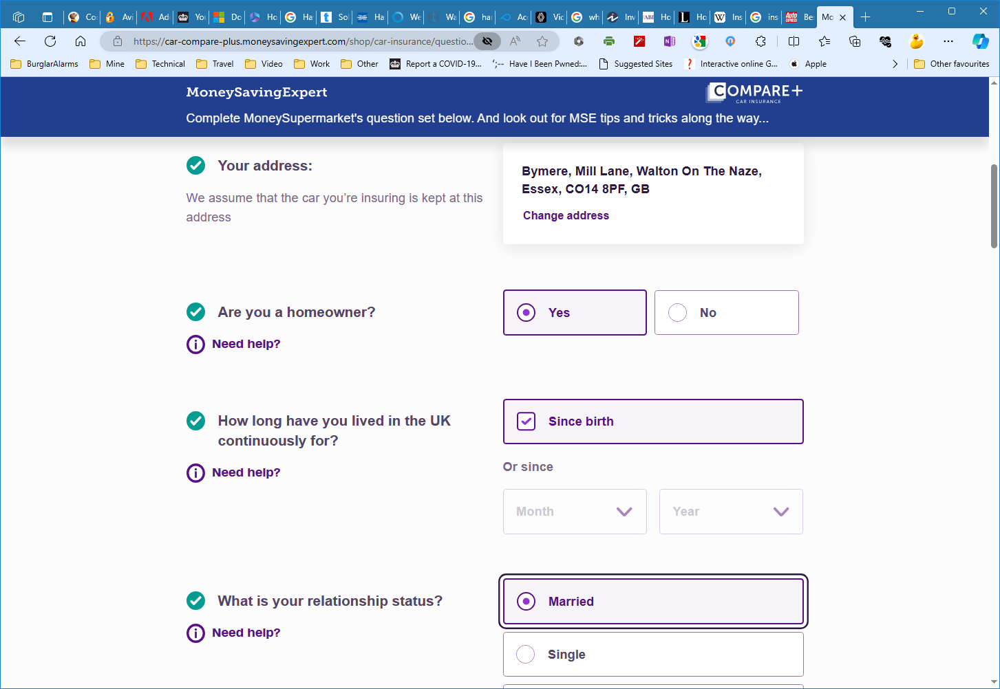 Co
Avi
Ad
Yo
Do
Ho
Ha
So
Ha
We
Wa
har
Acc
Vic
wh
Inv
ABI
Ho
L
Ho
W
Ins
ins
Be
Mo
https://car-compare-plus.moneysavingexpert.com/shop/car-insurance/questio...
BurglarAlarms
Mine
Technical
Travel
Video
Work
Other
Report a COVID-19...
Have I Been Pwned:...
Suggested Sites
Interactive online G...
Apple
Other favourites
MoneySavingExpert
COMPARE+
CAR INSURANCE
Complete MoneySupermarket's question set below. And look out for MSE tips and tricks along the way...
Your address:
We assume that the car you’re insuring is kept at this
address
Bymere, Mill Lane, Walton On The Naze,
Essex, CO14 8PF, GB
Change address
Are you a homeowner?
Need help?
Yes
No
How long have you lived in the UK
continuously for?
Need help?
Since birth
Or since
Month
Year
What is your relationship status?
Need help?
Married
Single